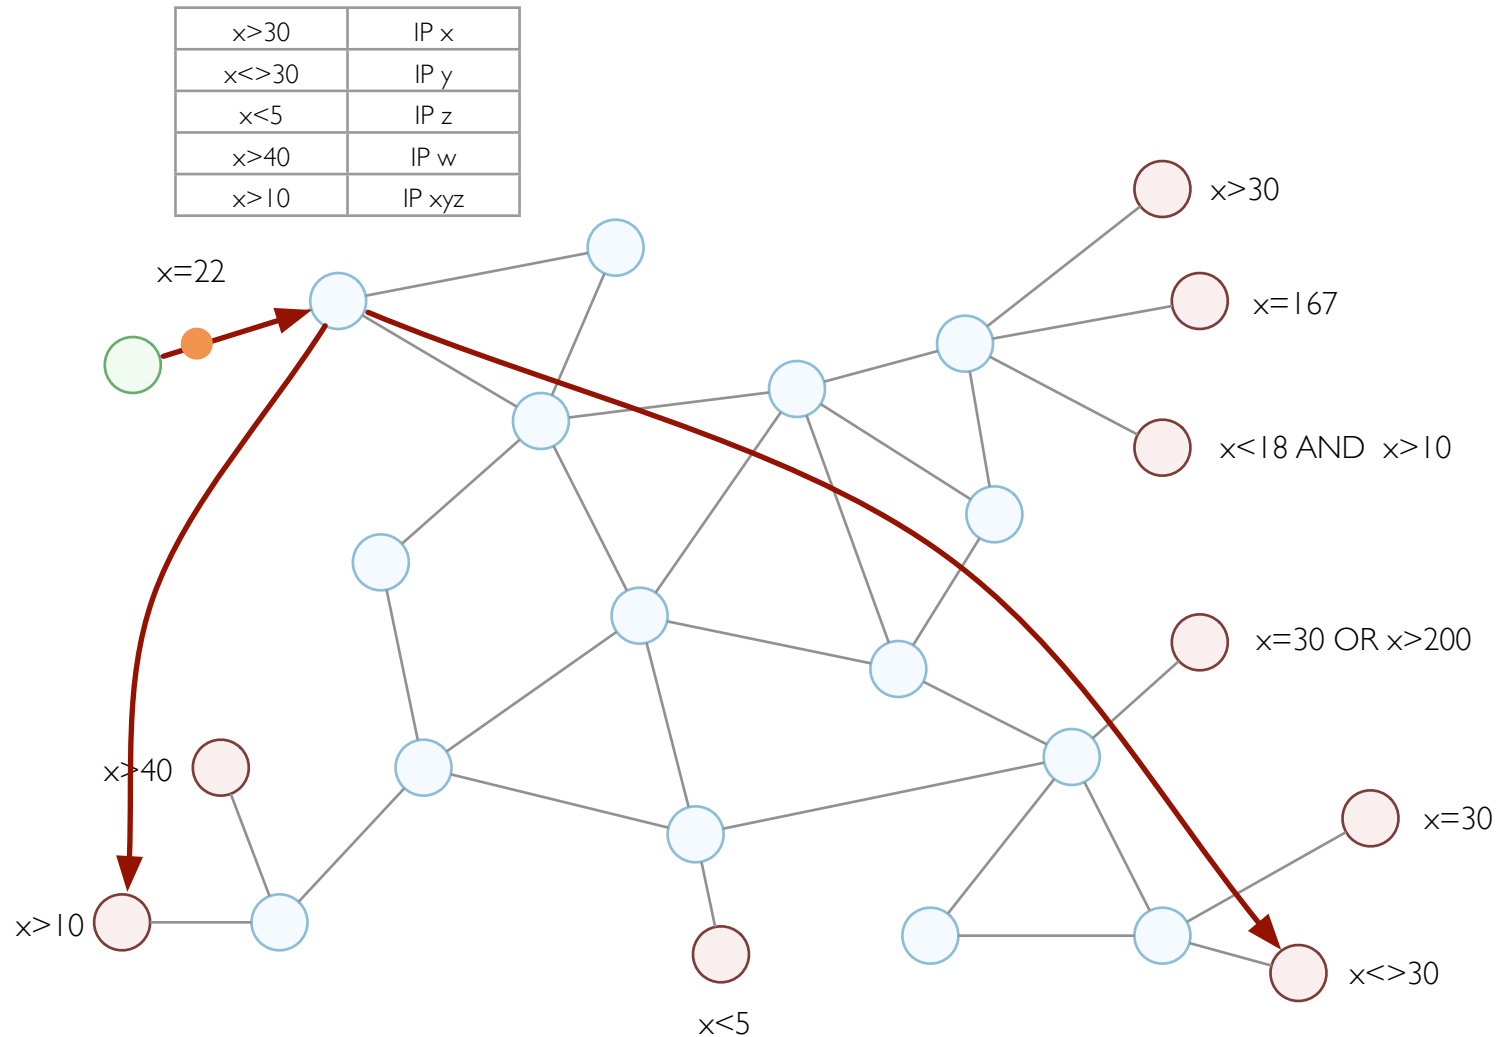 x>30 IP x
x<>30 IP y
x<5 IP z
x>40 IP w
x>10 IP xyz
x=22
x>30
x=167
x<18 AND x>10
x=30 OR x>200
x>40
x=30
x>10
x<>30
x<5